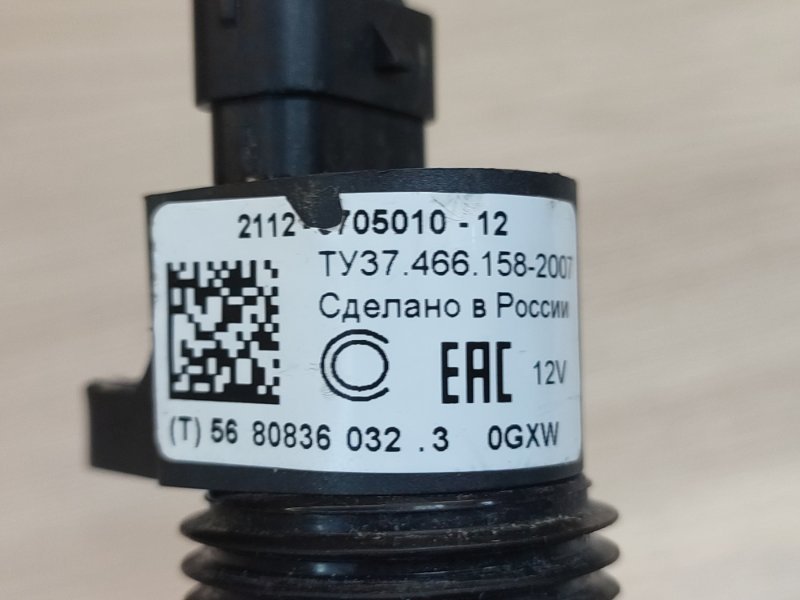 2112 705010 - 12
ТУ37.466.158-2007
Сделано в России
EAC 12V
(T) 56 80836 032 .3 0GXW